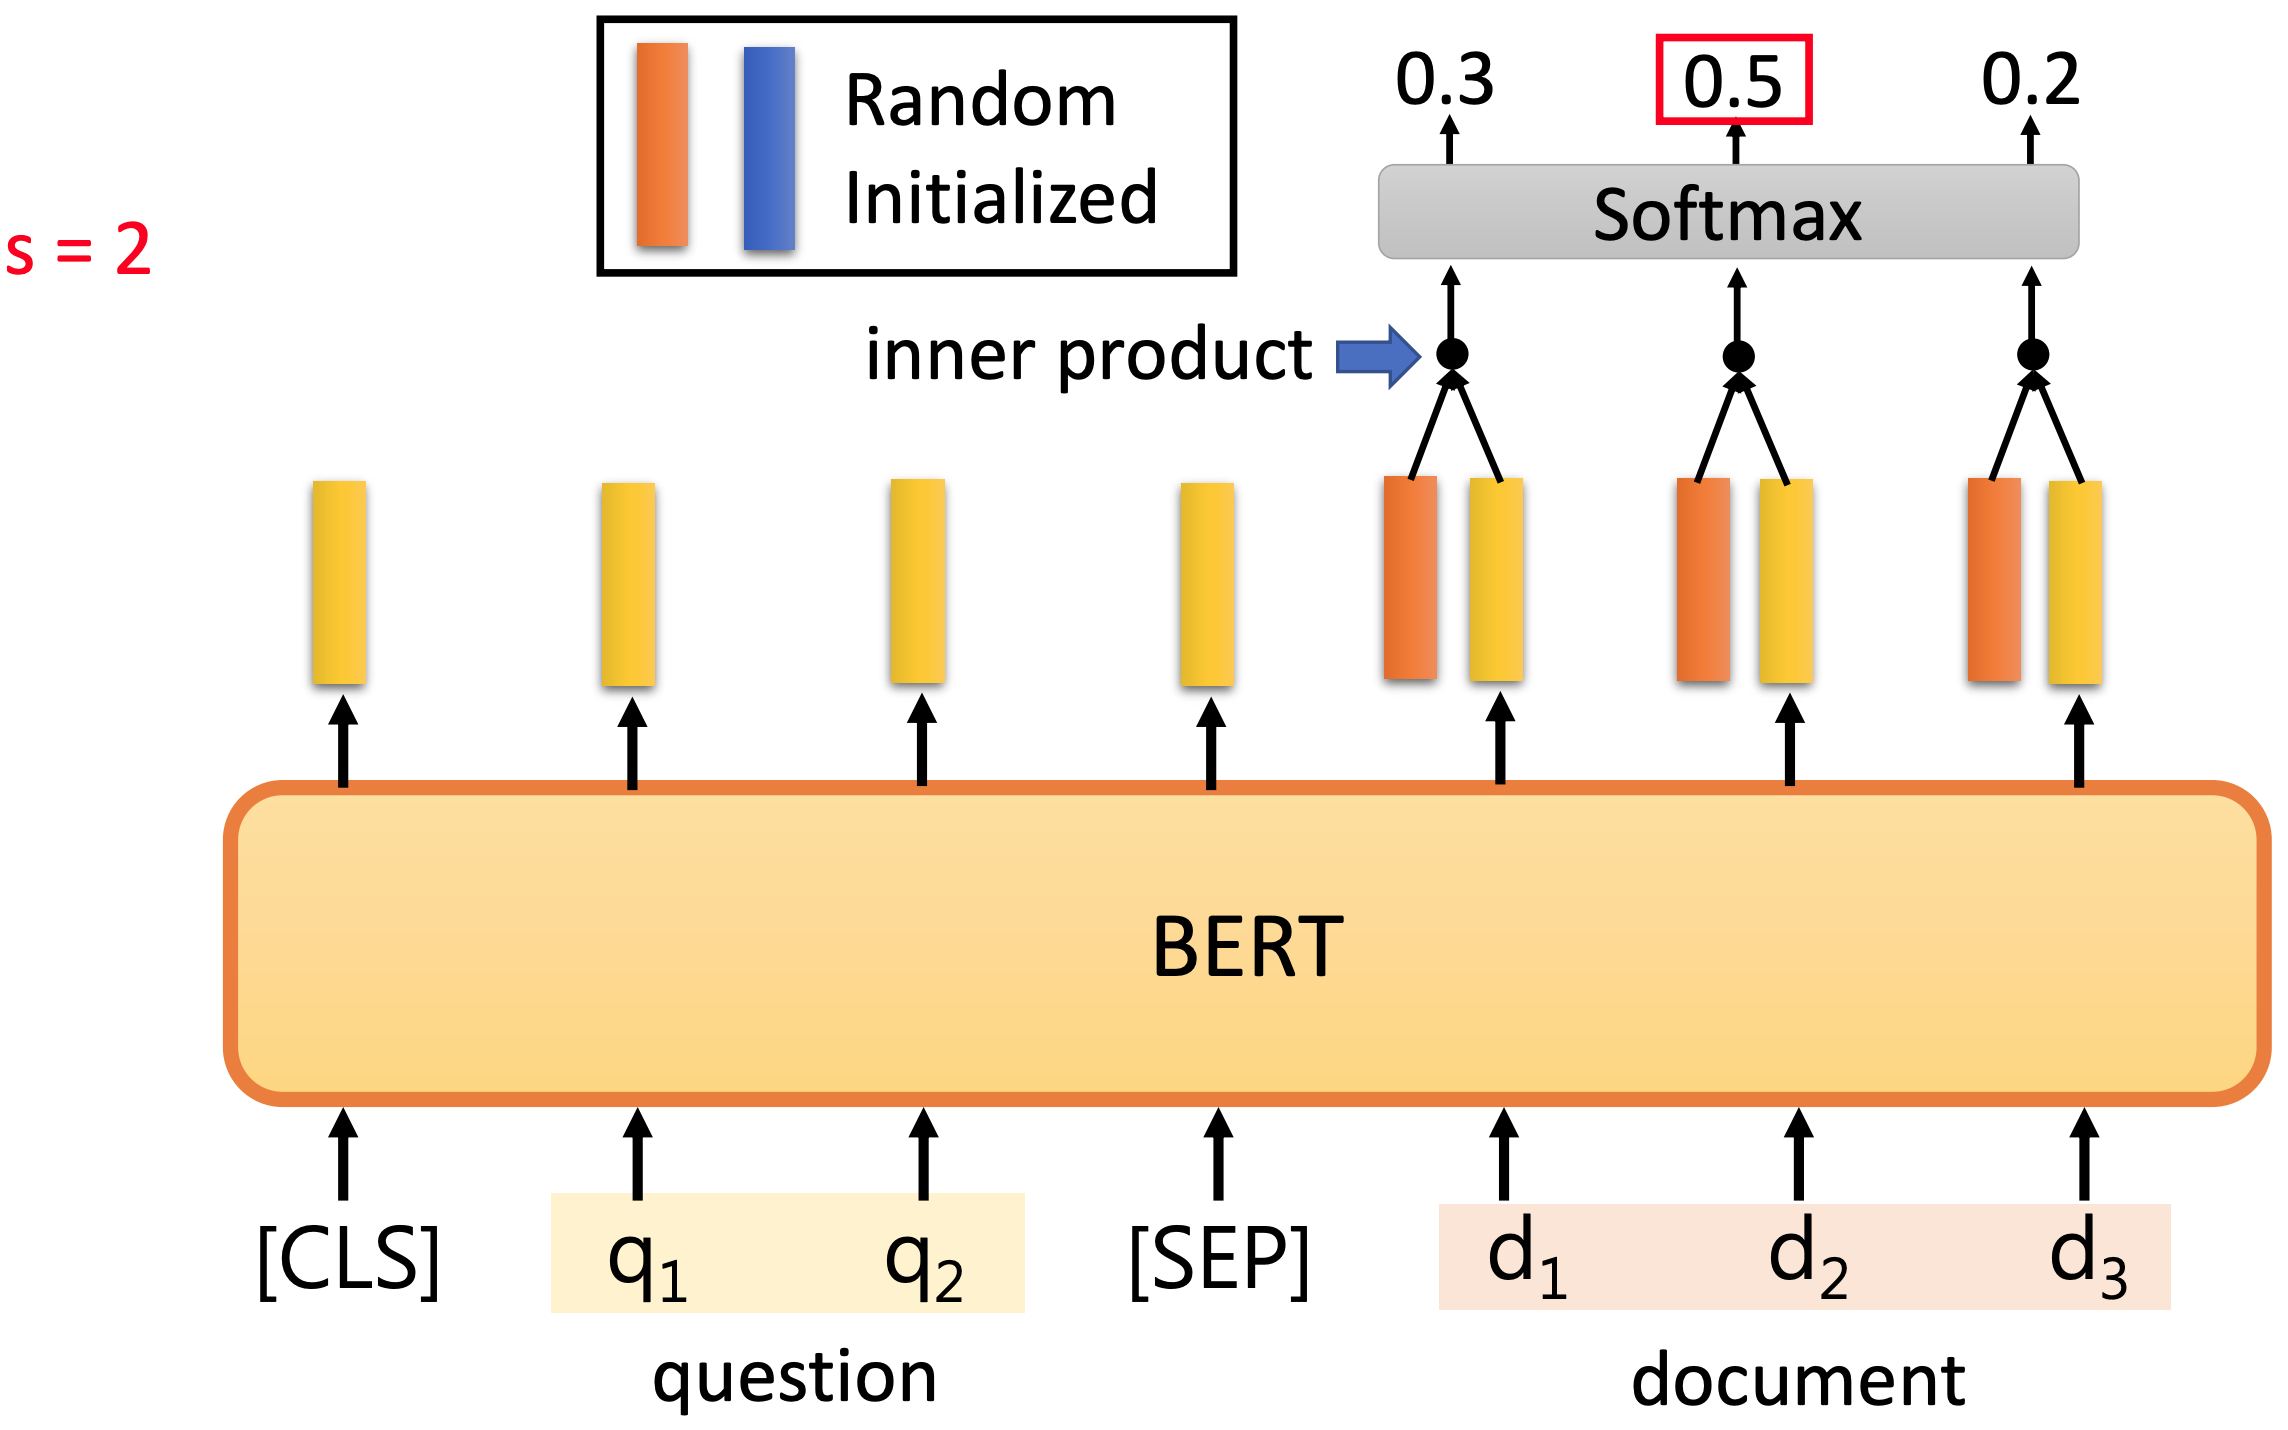 Random
Initialized
0.3 0.5 0.2
Softmax
s = 2
inner product
BERT
[CLS] q1 q2 [SEP] d1 d2 d3
question document